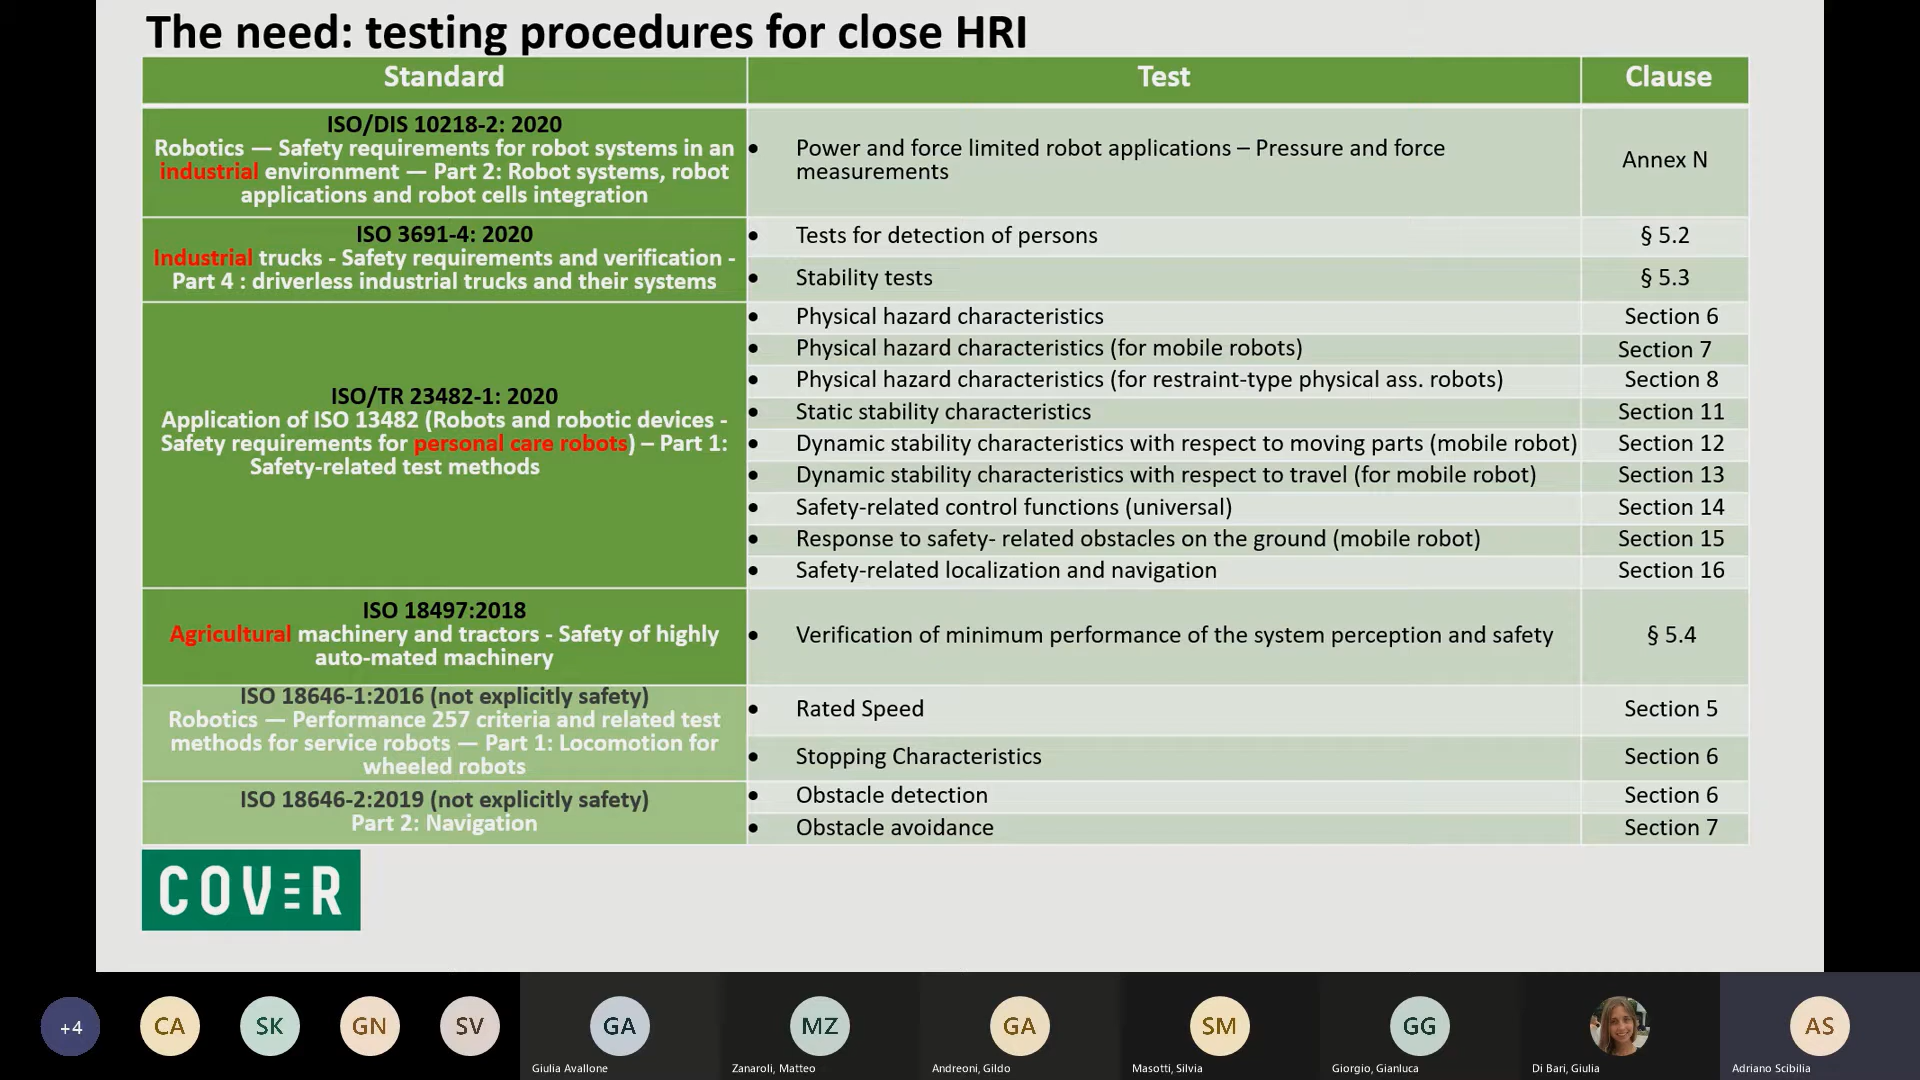 The need: testing procedures for close HRI
Standard
Test
Clause
ISO/DIS 10218-2: 2020
Robotics — Safety requirements for robot systems in an
industrial environment — Part 2: Robot systems, robot
applications and robot cells integration
• Power and force limited robot applications – Pressure and force
measurements
Annex N
ISO 3691-4: 2020
Industrial trucks - Safety requirements and verification -
Part 4 : driverless industrial trucks and their systems
• Tests for detection of persons
§ 5.2
• Stability tests
§ 5.3
ISO/TR 23482-1: 2020
Application of ISO 13482 (Robots and robotic devices -
Safety requirements for personal care robots) – Part 1:
Safety-related test methods
• Physical hazard characteristics
Section 6
• Physical hazard characteristics (for mobile robots)
Section 7
• Physical hazard characteristics (for restraint-type physical ass. robots)
Section 8
• Static stability characteristics
Section 11
• Dynamic stability characteristics with respect to moving parts (mobile robot)
Section 12
• Dynamic stability characteristics with respect to travel (for mobile robot)
Section 13
• Safety-related control functions (universal)
Section 14
• Response to safety- related obstacles on the ground (mobile robot)
Section 15
• Safety-related localization and navigation
Section 16
ISO 18497:2018
Agricultural machinery and tractors - Safety of highly
auto-mated machinery
• Verification of minimum performance of the system perception and safety
§ 5.4
ISO 18646-1:2016 (not explicitly safety)
Robotics — Performance 257 criteria and related test
methods for service robots — Part 1: Locomotion for
wheeled robots
• Rated Speed
Section 5
• Stopping Characteristics
Section 6
ISO 18646-2:2019 (not explicitly safety)
Part 2: Navigation
• Obstacle detection
Section 6
• Obstacle avoidance
Section 7
COVER
+4
CA
SK
GN
SV
GA
MZ
GA
SM
GG
AS
Giulia Avallone
Zanaroli, Matteo
Andreoni, Gildo
Masotti, Silvia
Giorgio, Gianluca
Di Bari, Giulia
Adriano Scibilia